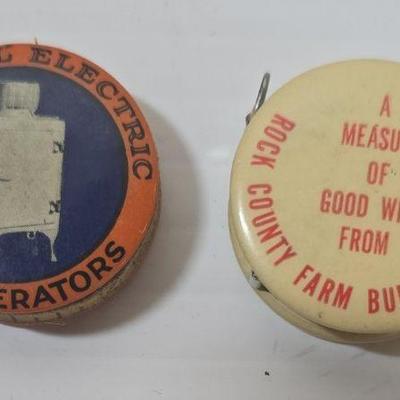 L ELECTRIC
ERATORS
A
MEASU
OF
GOOD W
FROM
ROCK COUNTY FARM BU